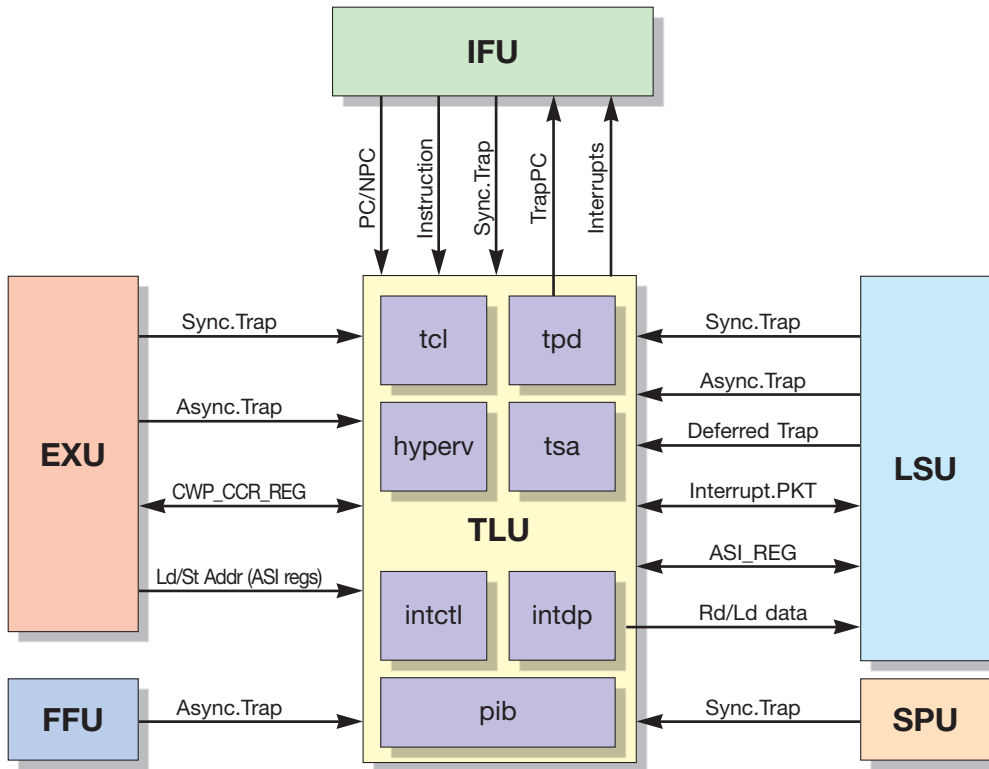 IFU
PC/NPC
Instruction
Sync.Trap
TrapPC
Interrupts
EXU
Sync.Trap
Async.Trap
CWP_CCR_REG
Ld/St Addr (ASI regs)
FFU
Async.Trap
tcl
tpd
hyperv
tsa
TLU
intctl
intdp
pib
Sync.Trap
Async.Trap
Deferred Trap
Interrupt.PKT
ASI_REG
Rd/Ld data
LSU
Sync.Trap
SPU